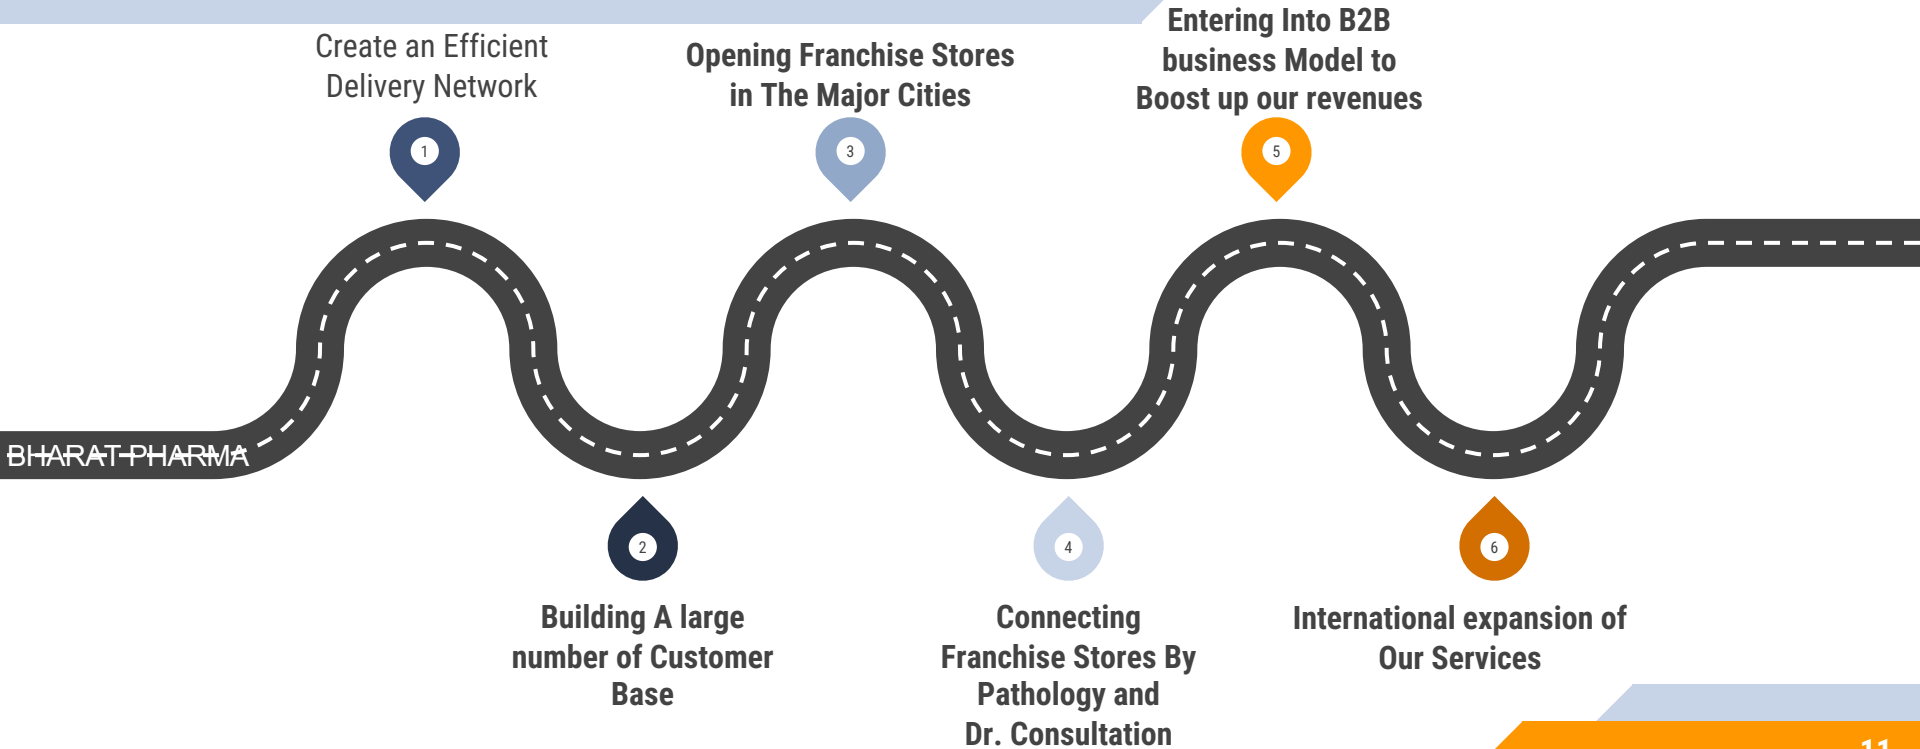 Create an Efficient
Delivery Network
1
Opening Franchise Stores
in The Major Cities
3
Entering Into B2B
business Model to
Boost up our revenues
5
BHARAT PHARMA
2
Building A large
number of Customer
Base
4
Connecting
Franchise Stores By
Pathology and
Dr. Consultation
6
International expansion of
Our Services
11